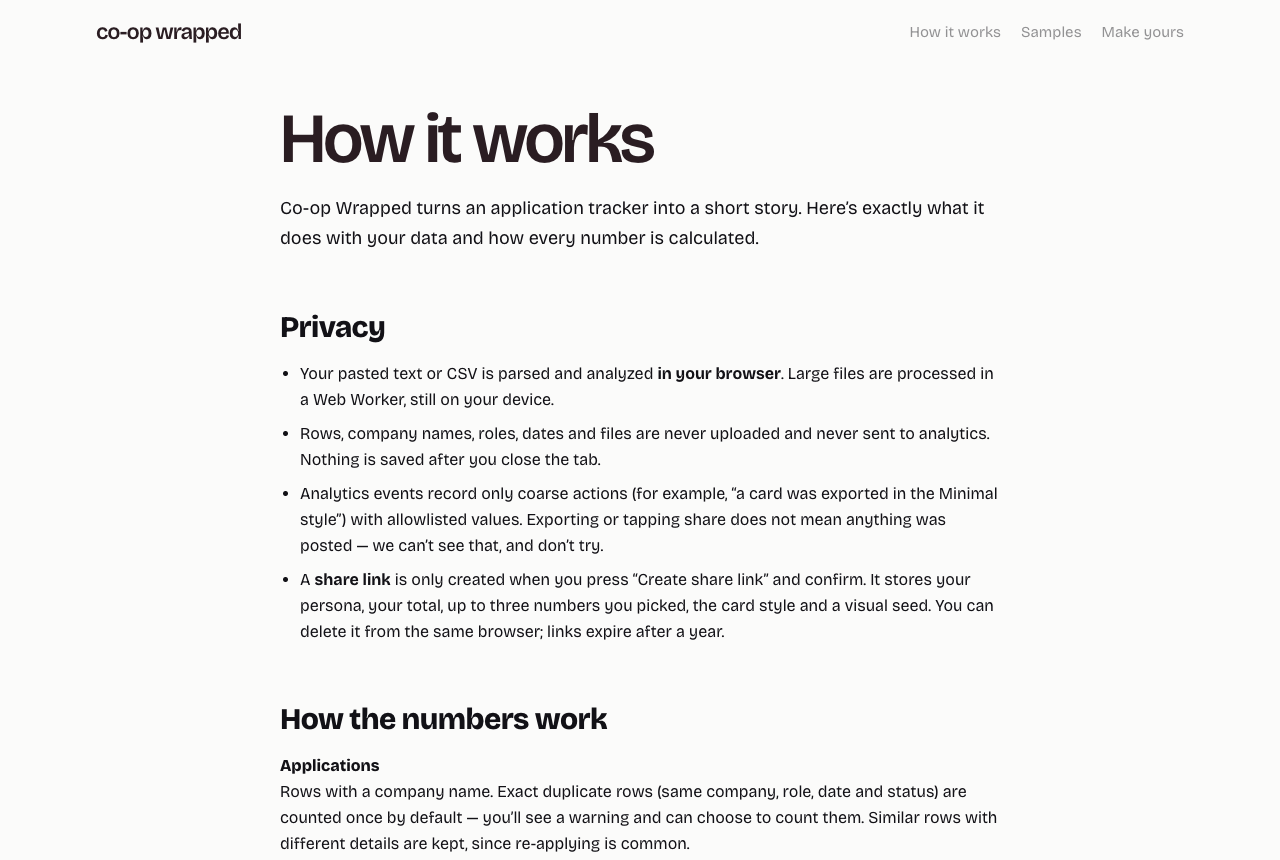 co-op wrapped
How it works
Samples
Make yours
How it works
Co-op Wrapped turns an application tracker into a short story. Here’s exactly what it
does with your data and how every number is calculated.
Privacy
• Your pasted text or CSV is parsed and analyzed in your browser. Large files are processed in
a Web Worker, still on your device.
• Rows, company names, roles, dates and files are never uploaded and never sent to analytics.
Nothing is saved after you close the tab.
• Analytics events record only coarse actions (for example, “a card was exported in the Minimal
style”) with allowlisted values. Exporting or tapping share does not mean anything was
posted — we can’t see that, and don’t try.
• A share link is only created when you press “Create share link” and confirm. It stores your
persona, your total, up to three numbers you picked, the card style and a visual seed. You can
delete it from the same browser; links expire after a year.
How the numbers work
Applications
Rows with a company name. Exact duplicate rows (same company, role, date and status) are
counted once by default — you’ll see a warning and can choose to count them. Similar rows with
different details are kept, since re-applying is common.